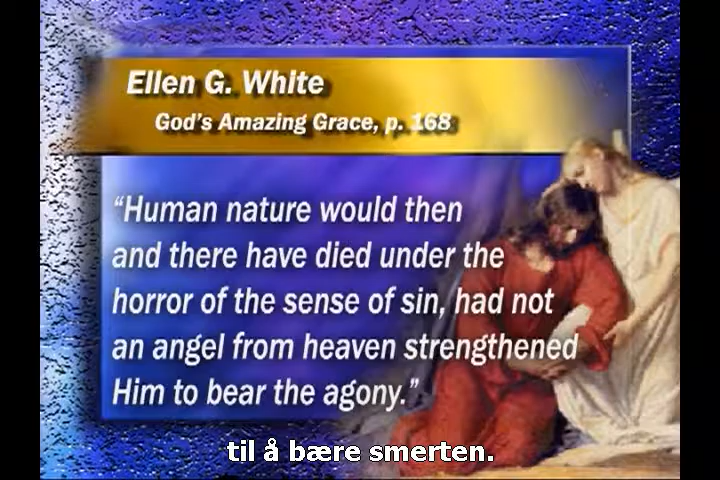 Ellen G. White
God's Amazing Grace, p. 168
“Human nature would then
and there have died under the
horror of the sense of sin, had not
an angel from heaven strengthened
Him to bear the agony.”
til å bære smerten.